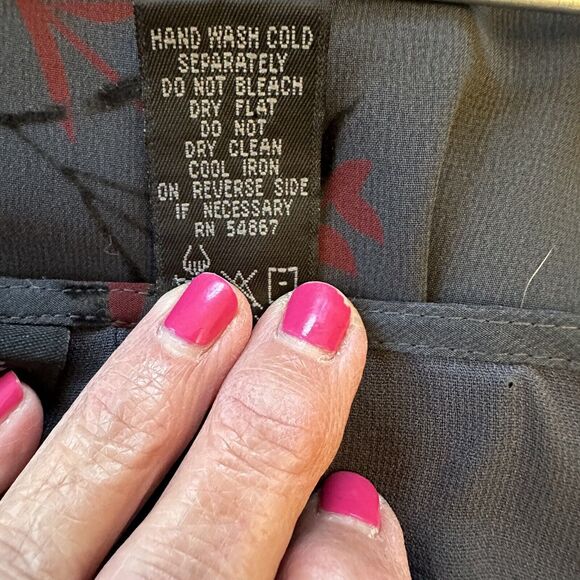 HAND WASH COLD
SEPARATELY
DO NOT BLEACH
DRY FLAT
DO NOT
DRY CLEAN
COOL IRON
ON REVERSE SIDE
IF NECESSARY
RN 54867